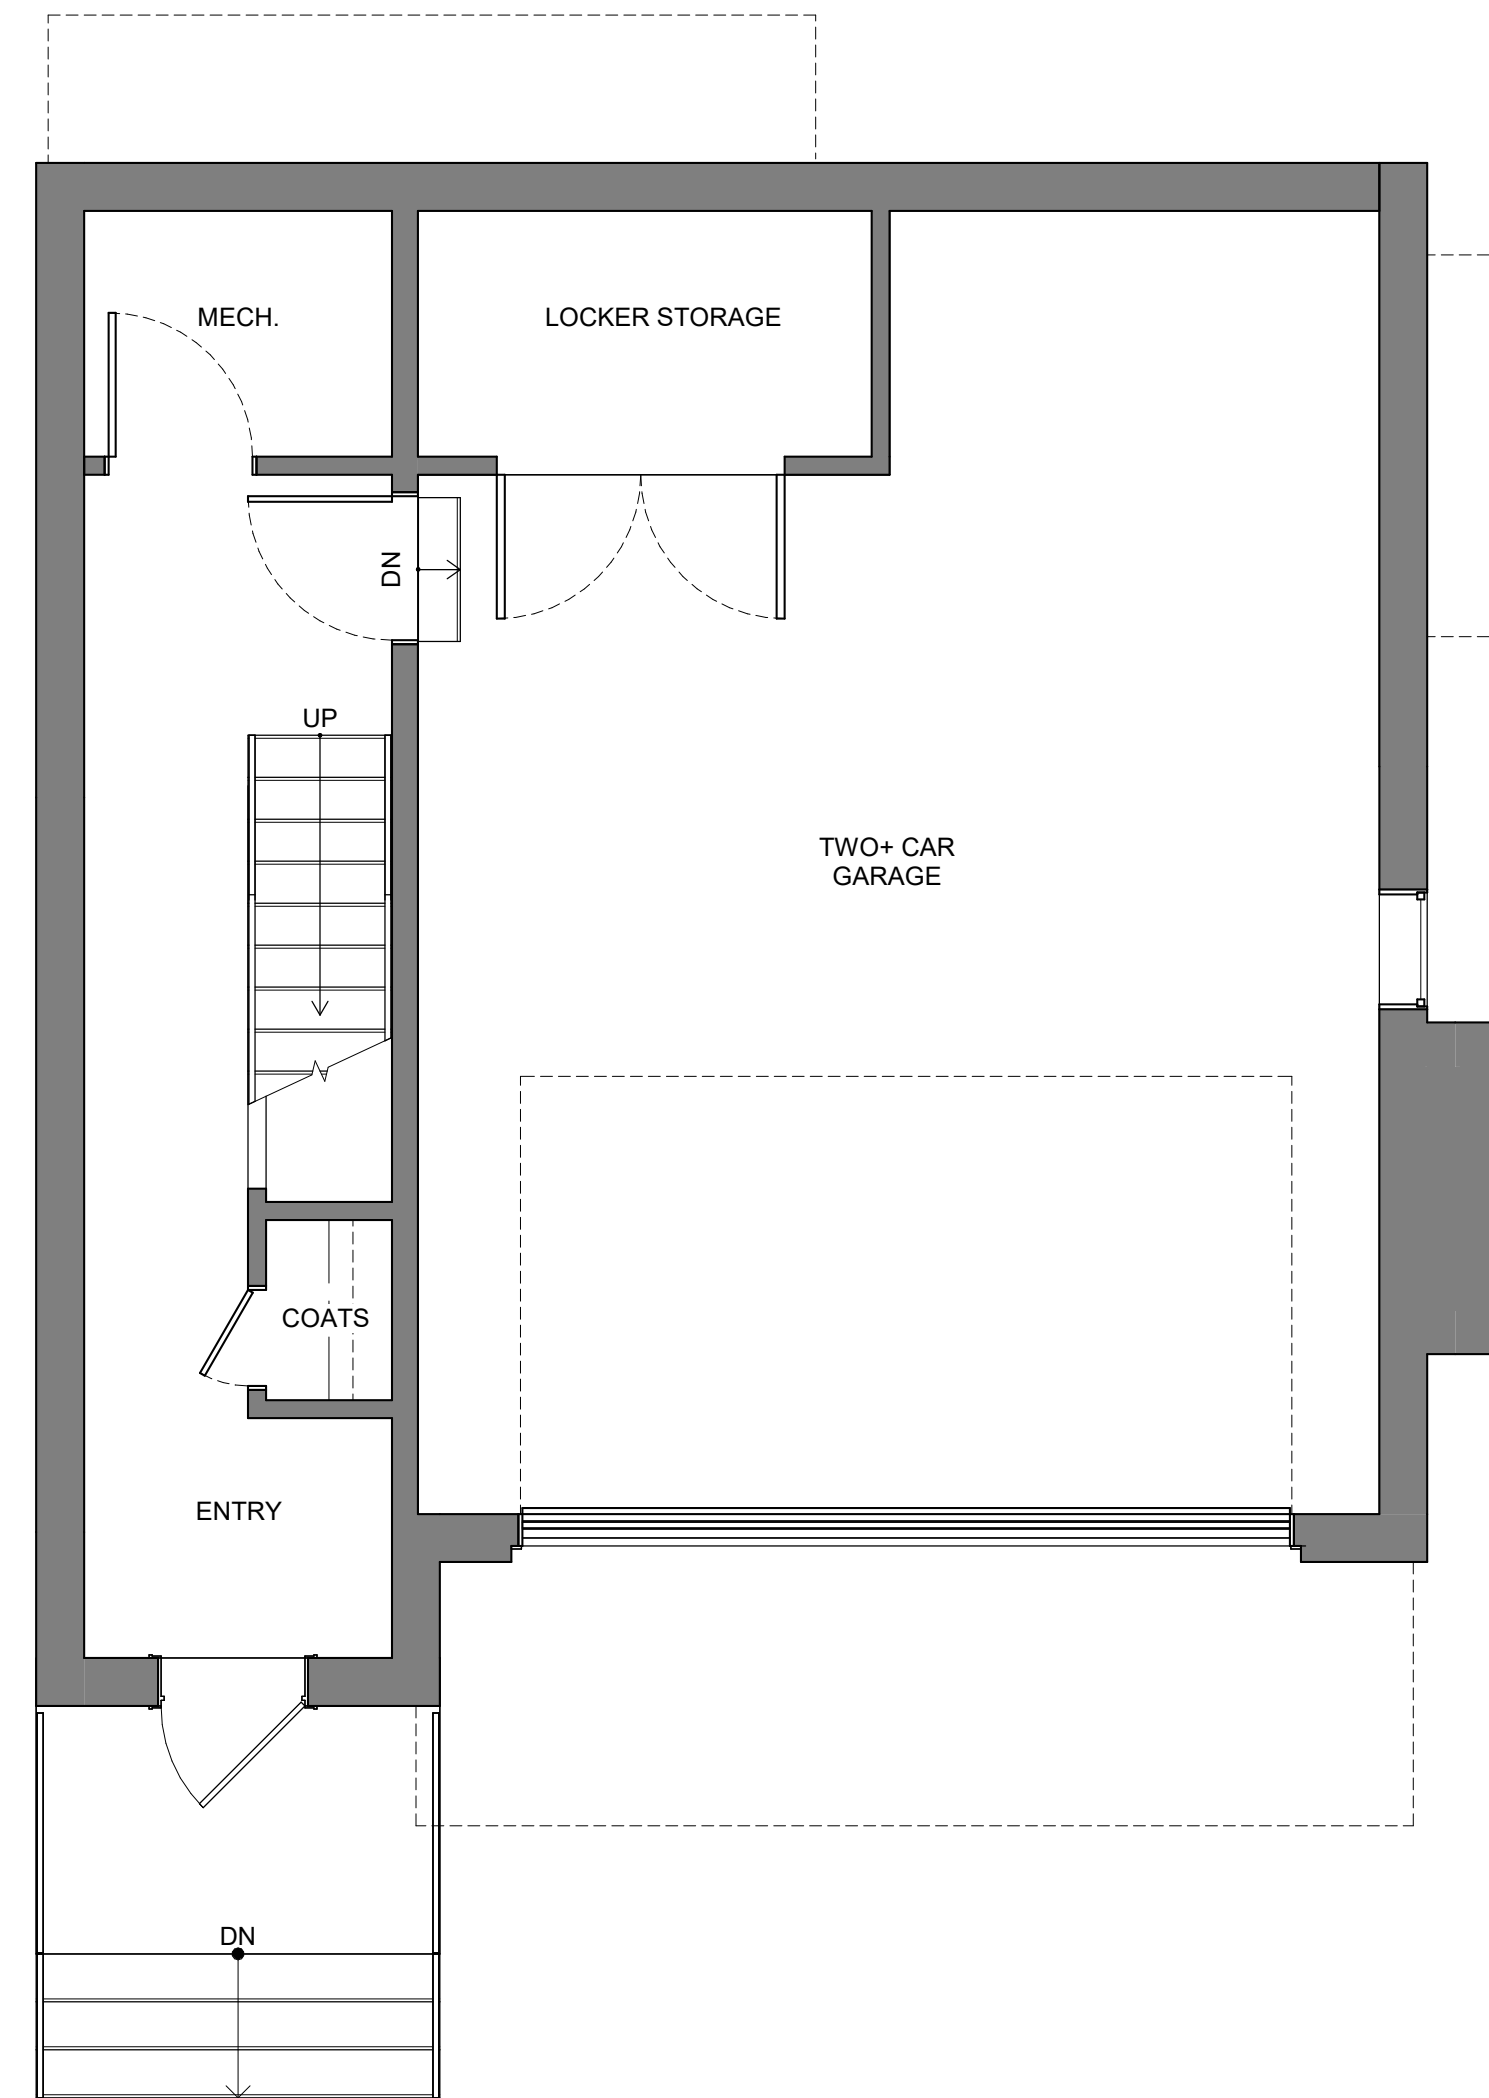 MECH.
LOCKER STORAGE
DN
UP
TWO+ CAR
GARAGE
COATS
ENTRY
DN